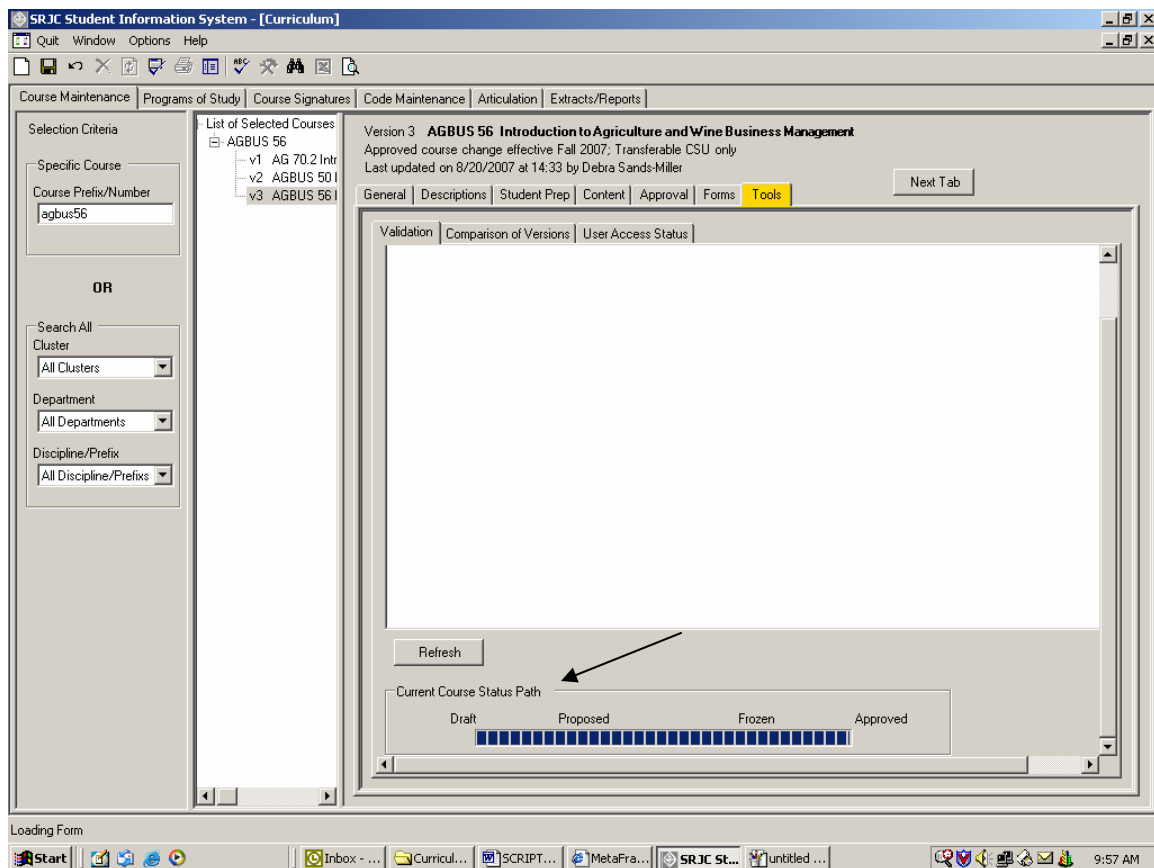 SRJC Student Information System - [Curriculum]
Quit Window Options Help
ABC
Course Maintenance Programs of Study Course Signatures Code Maintenance Articulation Extracts/Reports
Selection Criteria
Specific Course
Course Prefix/Number
agbus56
OR
Search All
Cluster
All Clusters
Department
All Departments
Discipline/Prefix
All Discipline/Prefixs
List of Selected Courses
AGBUS 56
v1 AG 70.2 Intr
v2 AGBUS 50 I
v3 AGBUS 56 I
Version 3 AGBUS 56 Introduction to Agriculture and Wine Business Management
Approved course change effective Fall 2007; Transferable CSU only
Last updated on 8/20/2007 at 14:33 by Debra Sands-Miller
Next Tab
General Descriptions Student Prep Content Approval Forms Tools
Validation Comparison of Versions User Access Status
Refresh
Current Course Status Path
Draft Proposed Frozen Approved
Loading Form
Start Inbox - ... Curricul... SCRIPT... MetaFra... SRJC St... untitled ... 9:57 AM